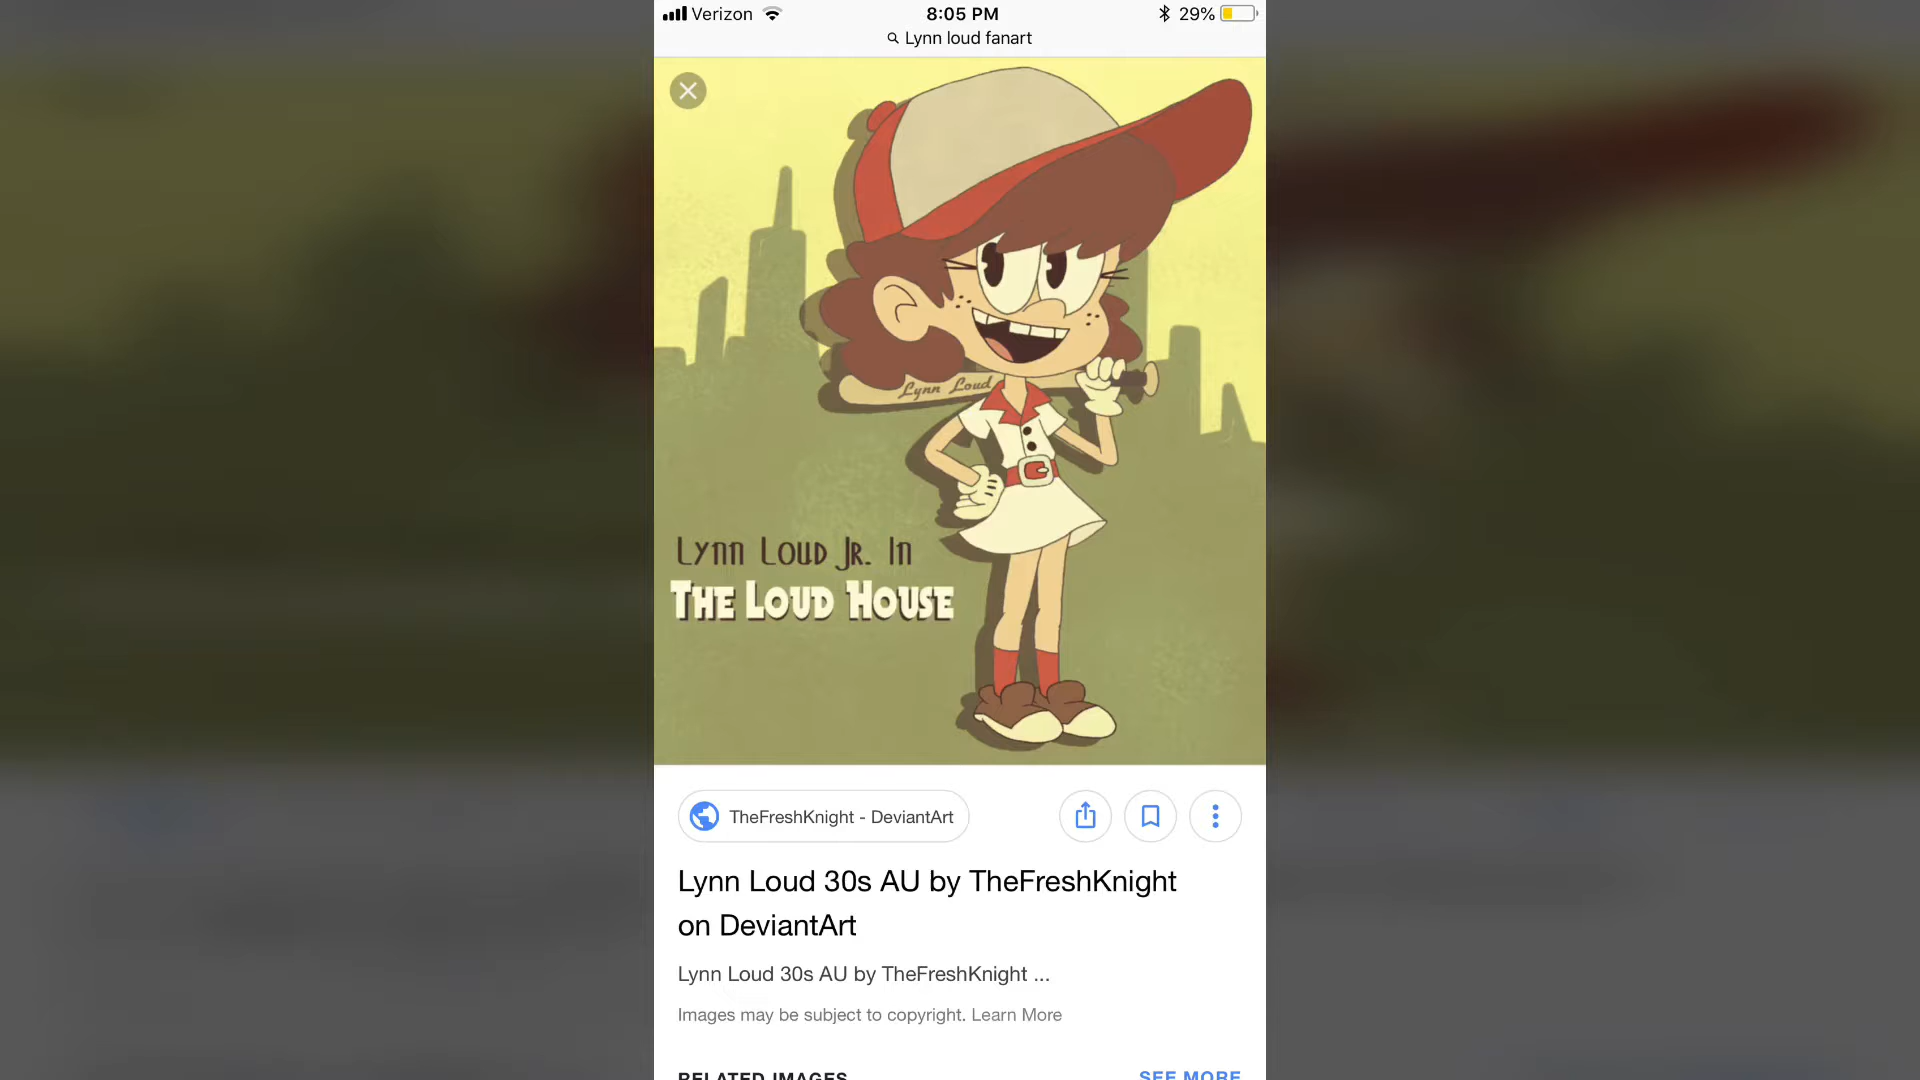 Verizon 8:05 PM 29%
Lynn loud fanart
Lynn Loud
Lynn Loud Jr. In
The Loud House
TheFreshKnight - DeviantArt
Lynn Loud 30s AU by TheFreshKnight
on DeviantArt
Lynn Loud 30s AU by TheFreshKnight ...
Images may be subject to copyright. Learn More
RELATED IMAGES SEE MORE